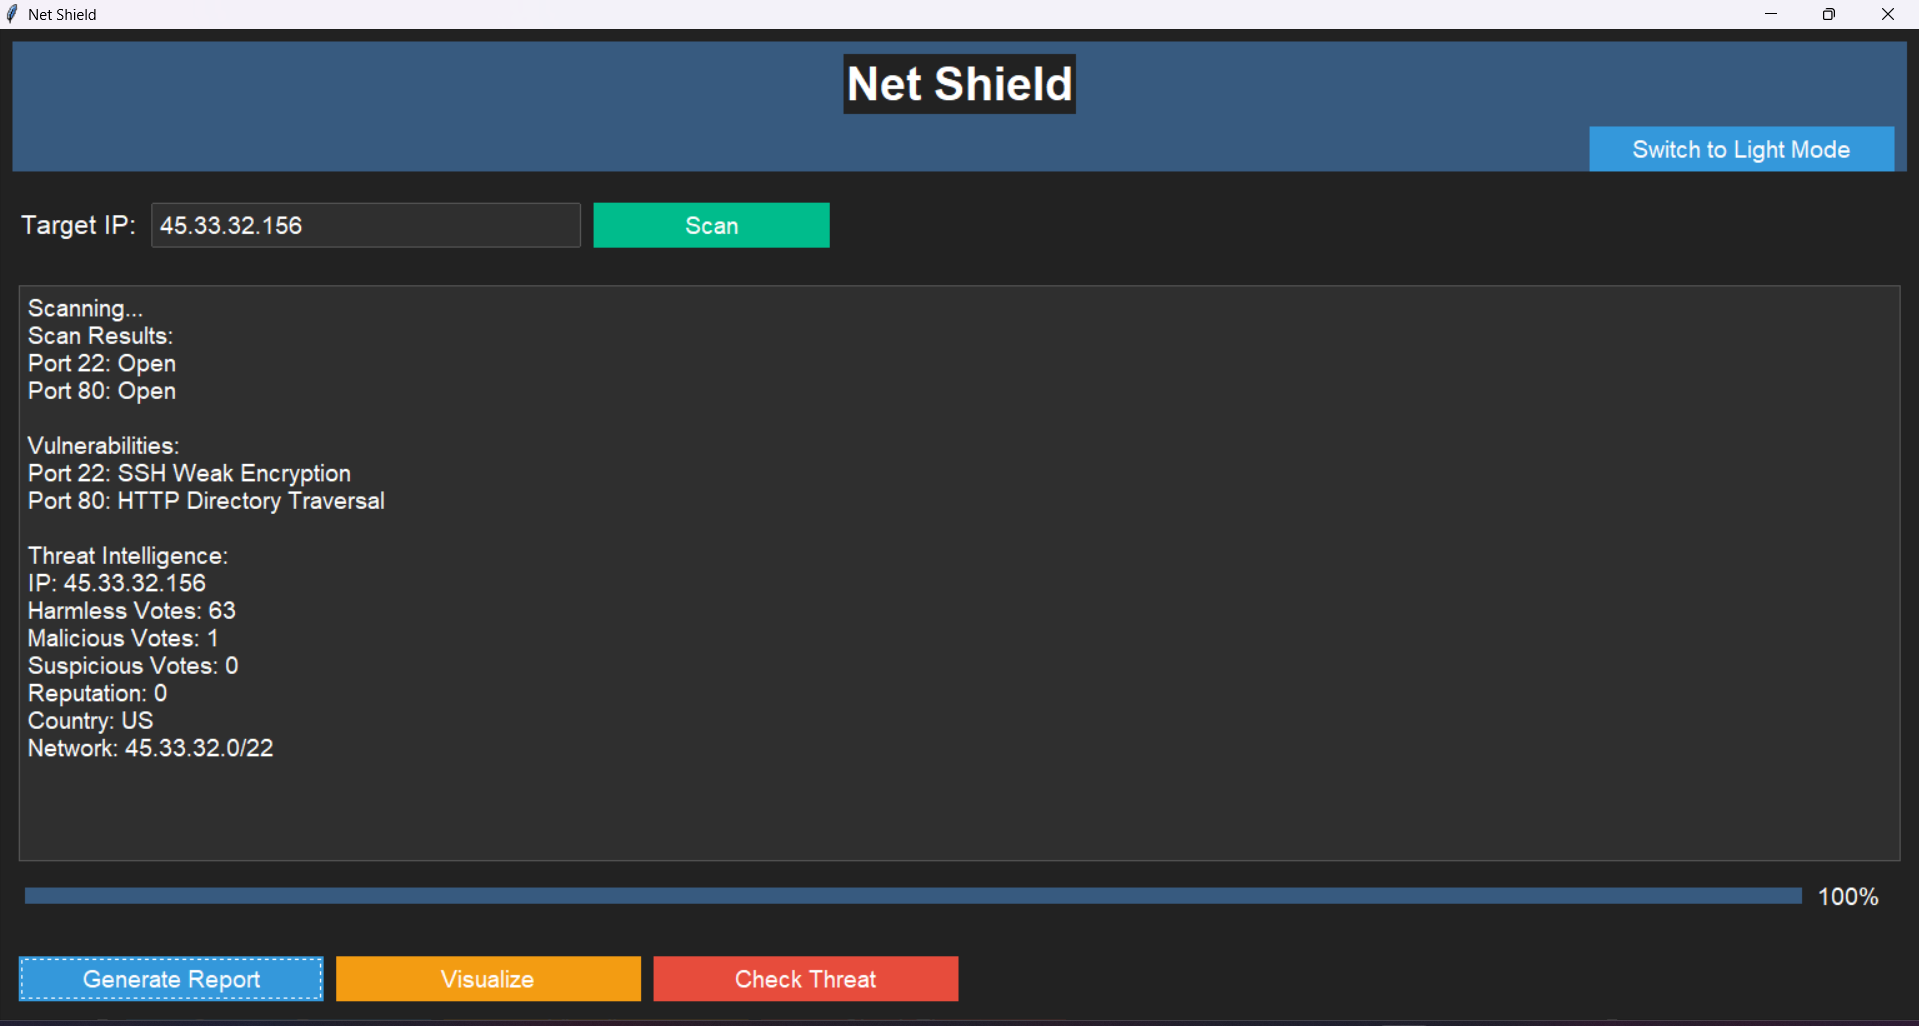 Net Shield
Net Shield
Switch to Light Mode
Target IP: 45.33.32.156 Scan
Scanning...
Scan Results:
Port 22: Open
Port 80: Open
Vulnerabilities:
Port 22: SSH Weak Encryption
Port 80: HTTP Directory Traversal
Threat Intelligence:
IP: 45.33.32.156
Harmless Votes: 63
Malicious Votes: 1
Suspicious Votes: 0
Reputation: 0
Country: US
Network: 45.33.32.0/22
100%
Generate Report Visualize Check Threat